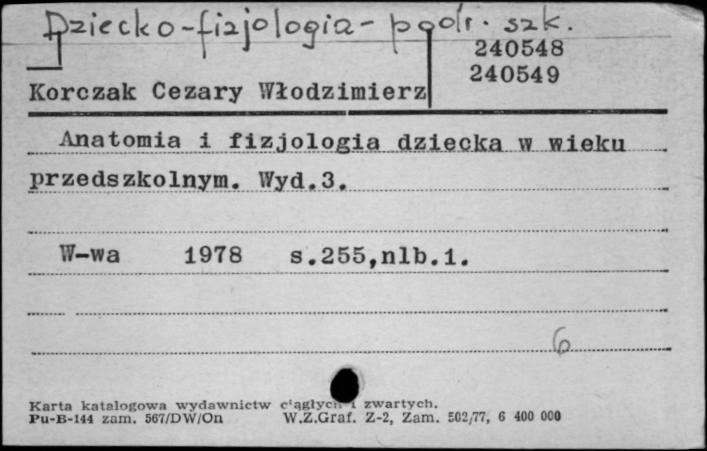 Dziecko-fizjologia-podr. szk.
240548
240549
Korczak Cezary Włodzimierz
Anatomia i fizjologia dziecka w wieku
przedszkolnym. Wyd.3.
W-wa 1978 s.255,nlb.1.
6
Karta katalogowa wydawnictw ciągłych i zwartych.
Pu-B-144 zam. 567/DW/On W.Z.Graf. Z-2, Zam. 502/77, 6 400 000